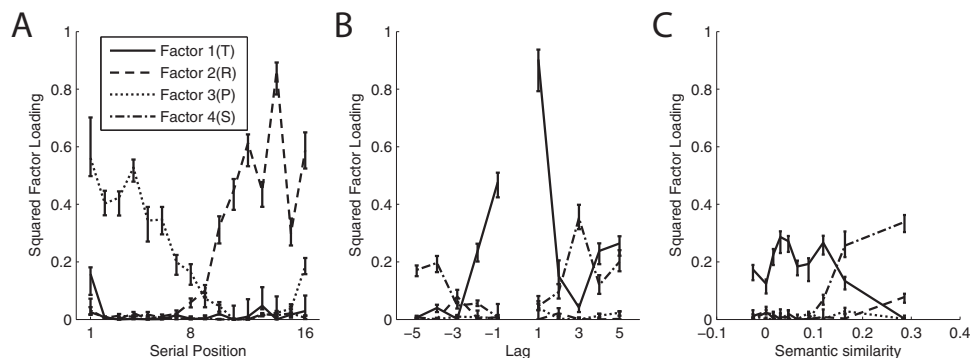 A
B
C
Squared Factor Loading
1
0.8
0.6
0.4
0.2
0
Factor 1(T)
Factor 2(R)
Factor 3(P)
Factor 4(S)
1
8
16
Serial Position
Squared Factor Loading
1
0.8
0.6
0.4
0.2
0
−5
−3
−1
1
3
5
Lag
Squared Factor Loading
1
0.8
0.6
0.4
0.2
0
−0.1
0
0.1
0.2
0.3
0.4
Semantic similarity